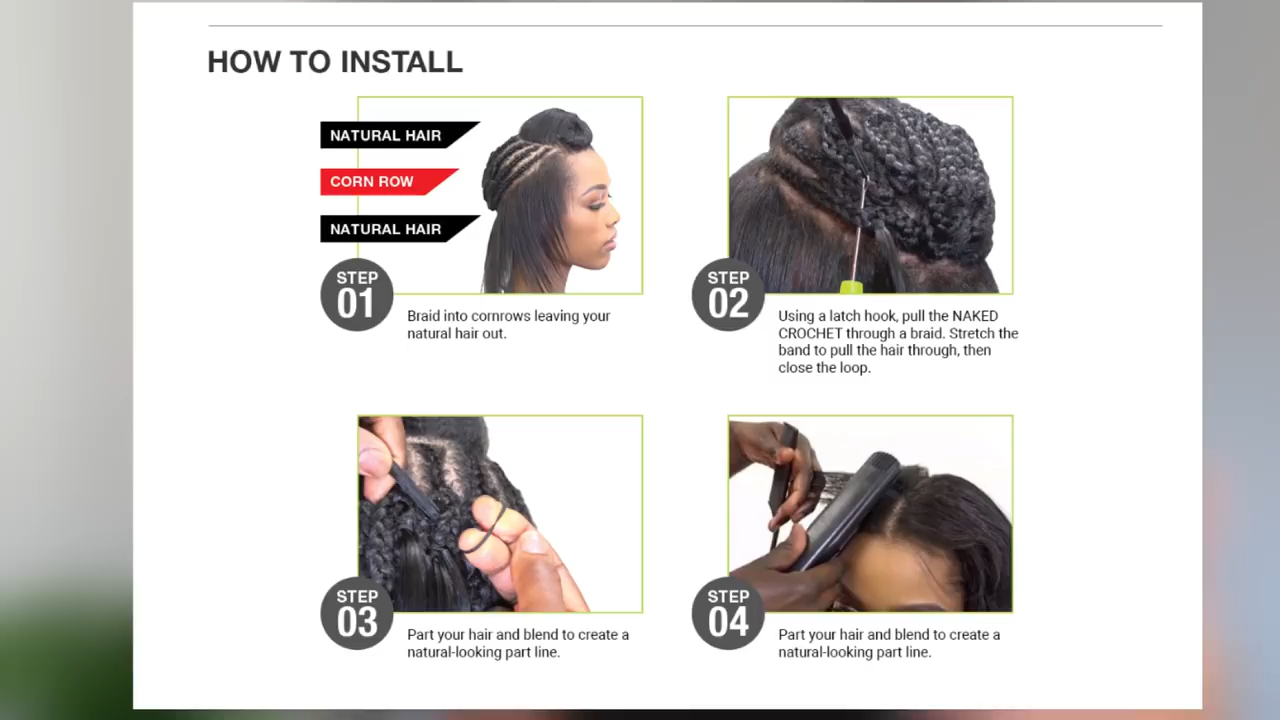 HOW TO INSTALL
NATURAL HAIR
CORN ROW
NATURAL HAIR
STEP
01
Braid into cornrows leaving your
natural hair out.
STEP
02
Using a latch hook, pull the NAKED
CROCHET through a braid. Stretch the
band to pull the hair through, then
close the loop.
STEP
03
Part your hair and blend to create a
natural-looking part line.
STEP
04
Part your hair and blend to create a
natural-looking part line.